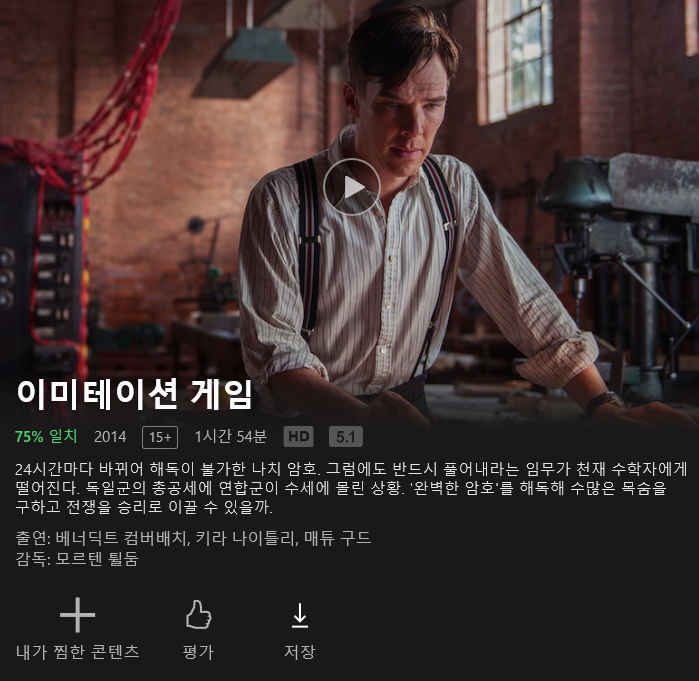 이미테이션 게임
75% 일치 2014 15+ 1시간 54분 HD 5.1
24시간마다 바뀌어 해독이 불가한 나치 암호. 그럼에도 반드시 풀어내라는 임무가 천재 수학자에게
떨어진다. 독일군의 총공세에 연합군이 수세에 몰린 상황. '완벽한 암호'를 해독해 수많은 목숨을
구하고 전쟁을 승리로 이끌 수 있을까.
출연: 베너딕트 컴버배치, 키라 나이틀리, 매튜 구드
감독: 모르텐 튈둠
내가 찜한 콘텐츠 평가 저장